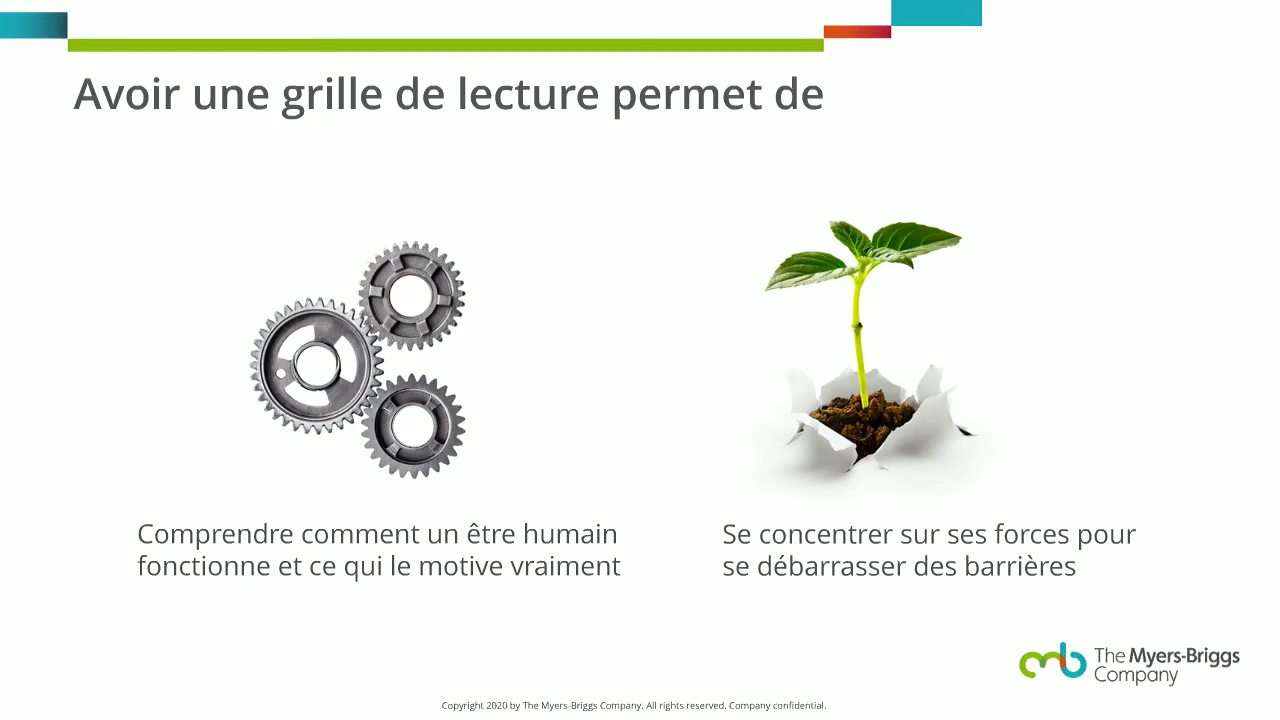 Avoir une grille de lecture permet de
Comprendre comment un être humain
fonctionne et ce qui le motive vraiment
Se concentrer sur ses forces pour
se débarrasser des barrières
The Myers-Briggs
Company
Copyright 2020 by The Myers-Briggs Company. All rights reserved. Company confidential.